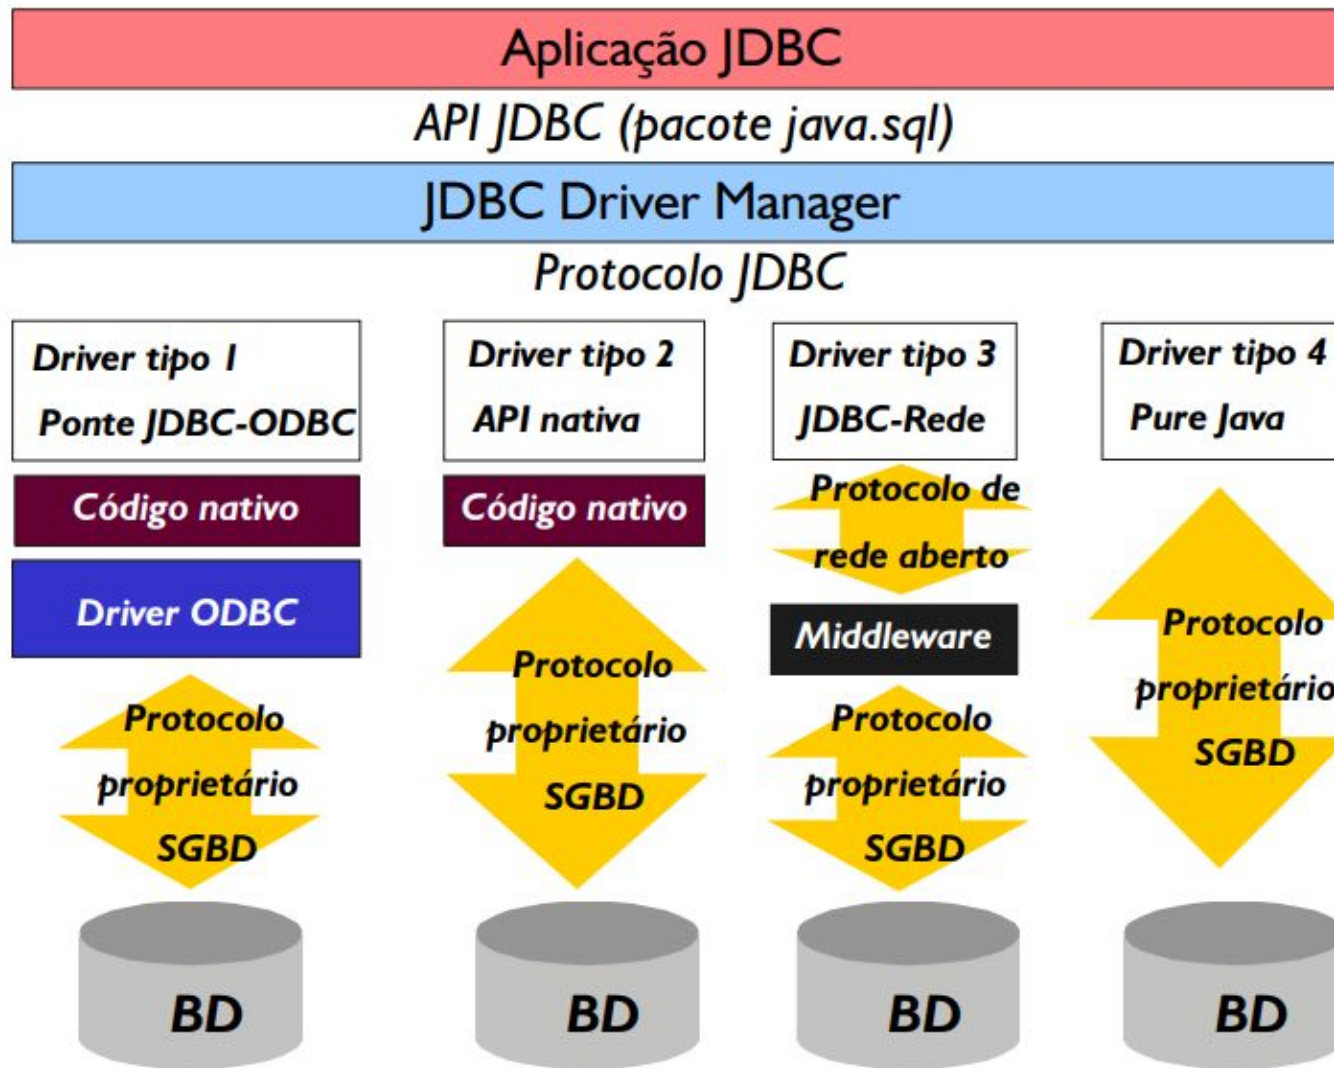 Aplicação JDBC
API JDBC (pacote java.sql)
JDBC Driver Manager
Protocolo JDBC
Driver tipo 1
Ponte JDBC-ODBC
Código nativo
Driver ODBC
Protocolo
proprietário
SGBD
BD
Driver tipo 2
API nativa
Código nativo
Protocolo
proprietário
SGBD
BD
Driver tipo 3
JDBC-Rede
Protocolo de
rede aberto
Middleware
Protocolo
proprietário
SGBD
BD
Driver tipo 4
Pure Java
Protocolo
proprietário
SGBD
BD